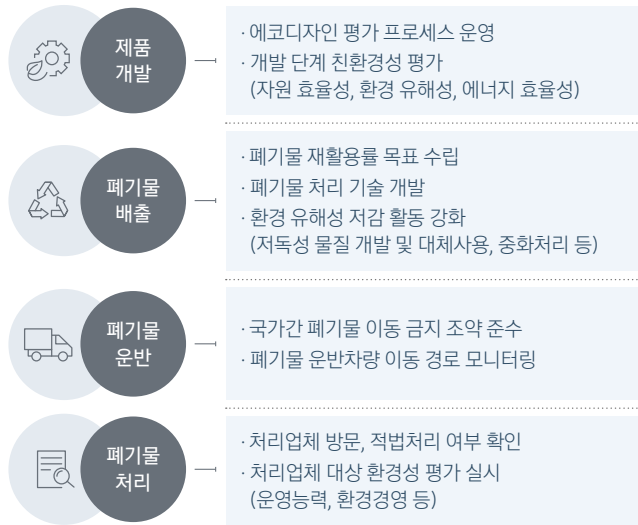 제품
개발
· 에코디자인 평가 프로세스 운영
· 개발 단계 친환경성 평가
(자원 효율성, 환경 유해성, 에너지 효율성)
폐기물
배출
· 폐기물 재활용률 목표 수립
· 폐기물 처리 기술 개발
· 환경 유해성 저감 활동 강화
(저독성 물질 개발 및 대체사용, 중화처리 등)
폐기물
운반
· 국가간 폐기물 이동 금지 조약 준수
· 폐기물 운반차량 이동 경로 모니터링
폐기물
처리
· 처리업체 방문, 적법처리 여부 확인
· 처리업체 대상 환경성 평가 실시
(운영능력, 환경경영 등)